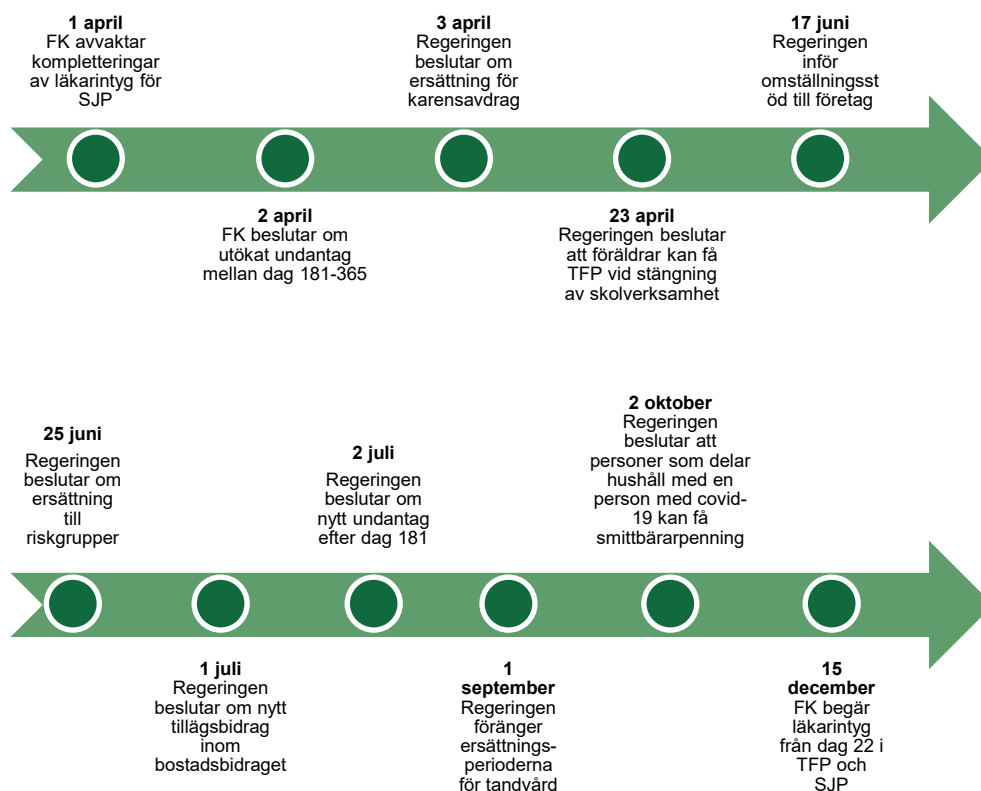 1 april
FK avvaktar
kompletteringar
av läkarintyg för
SJP
2 april
FK beslutar om
utökat undantag
mellan dag 181-365
3 april
Regeringen
beslutar om
ersättning för
karensavdrag
23 april
Regeringen beslutar
att föräldrar kan få
TFP vid stängning
av skolverksamhet
17 juni
Regeringen
inför
omställningsst
öd till företag
25 juni
Regeringen
beslutar om
ersättning
till
riskgrupper
1 juli
Regeringen
beslutar om nytt
tillägsbidrag
inom
bostadsbidraget
2 juli
Regeringen
beslutar om
nytt undantag
efter dag 181
1
september
Regeringen
föränger
ersättnings-
perioderna
för tandvård
2 oktober
Regeringen
beslutar att
personer som delar
hushåll med en
person med covid-
19 kan få
smittbärarpenning
15
december
FK begär
läkarintyg
från dag 22 i
TFP och
SJP